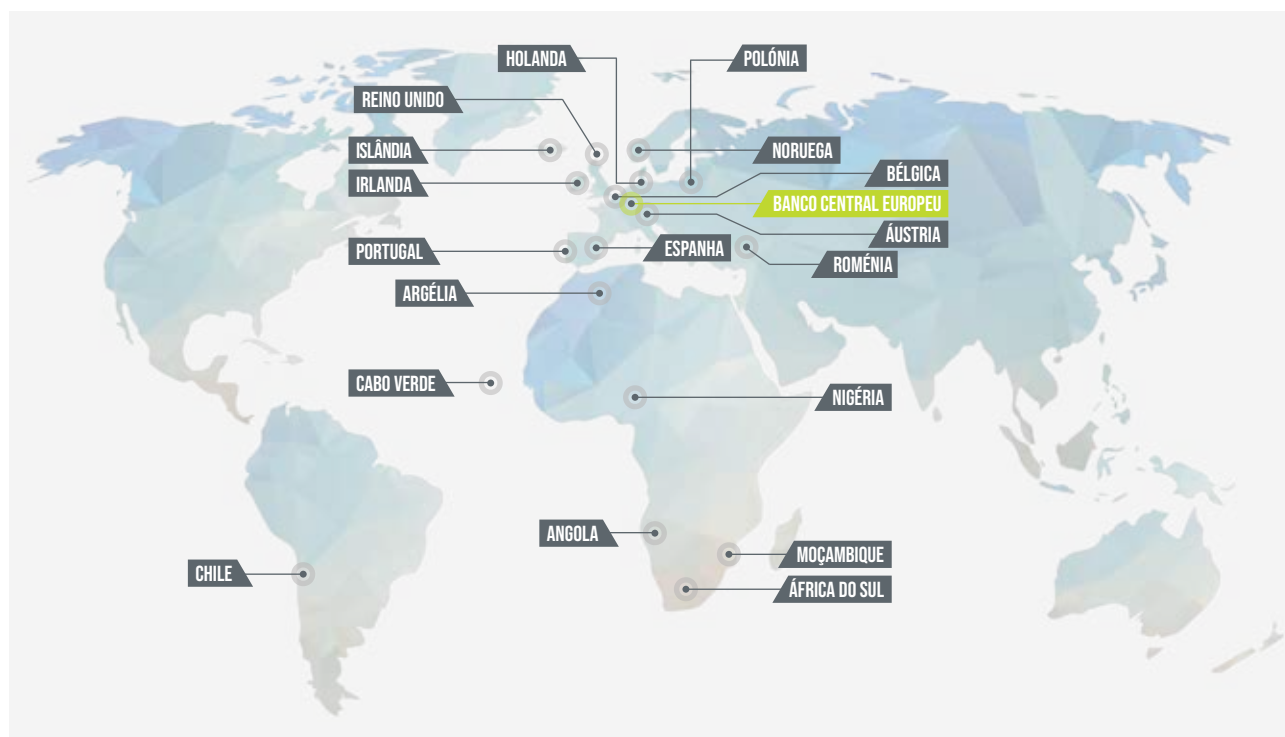 HOLANDA
POLÓNIA
REINO UNIDO
ISLÂNDIA
NORUEGA
IRLANDA
BÉLGICA
BANCO CENTRAL EUROPEU
ÁUSTRIA
PORTUGAL
ESPANHA
ROMÉNIA
ARGÉLIA
CABO VERDE
NIGÉRIA
ANGOLA
MOÇAMBIQUE
CHILE
ÁFRICA DO SUL